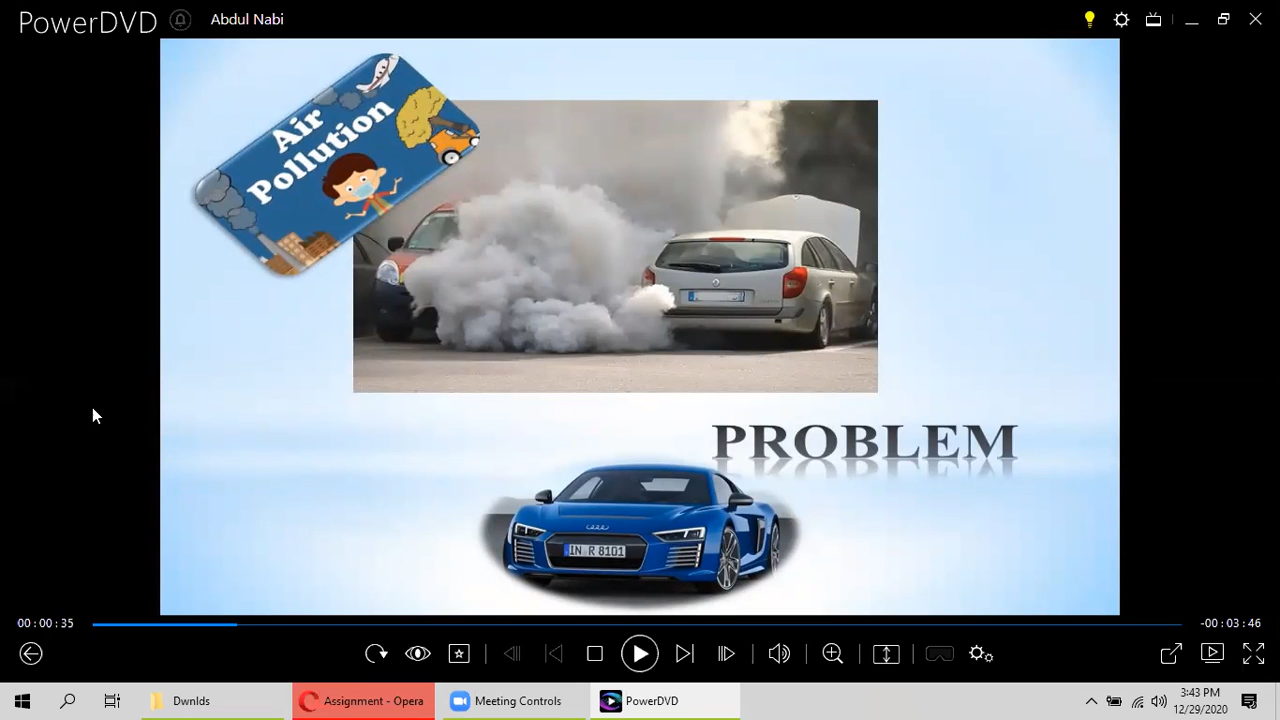 PowerDVD
Abdul Nabi
Air
Pollution
PROBLEM
IN R 8101
00 : 00 : 35
-00 : 03 : 46
Dwnlds
Assignment - Opera
Meeting Controls
PowerDVD
3:43 PM
12/29/2020